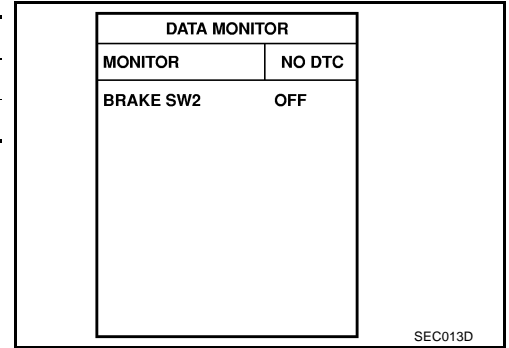 DATA MONITOR
MONITOR NO DTC
BRAKE SW2 OFF
SEC013D